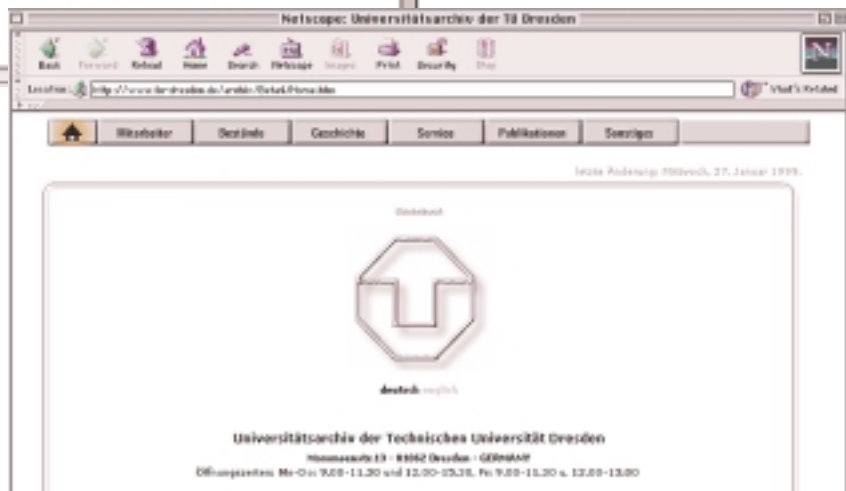 Netscape: Universitätsarchiv der TU Dresden
Back Forward Reload Home Search Netscape Images Print Security Stop
Location: What's Related
Mitarbeiter Bestände Geschichte Service Publikationen Sonstiges
letzte Änderung: Mittwoch, 27. Januar 1999.
deutsch english
Universitätsarchiv der Technischen Universität Dresden
Mommsenstr.13 - 01062 Dresden - GERMANY
Öffnungszeiten: Mo-Do: 9.00-11.30 und 12.00-15.30, Fr: 9.00-11.30 u. 12.00-13.00